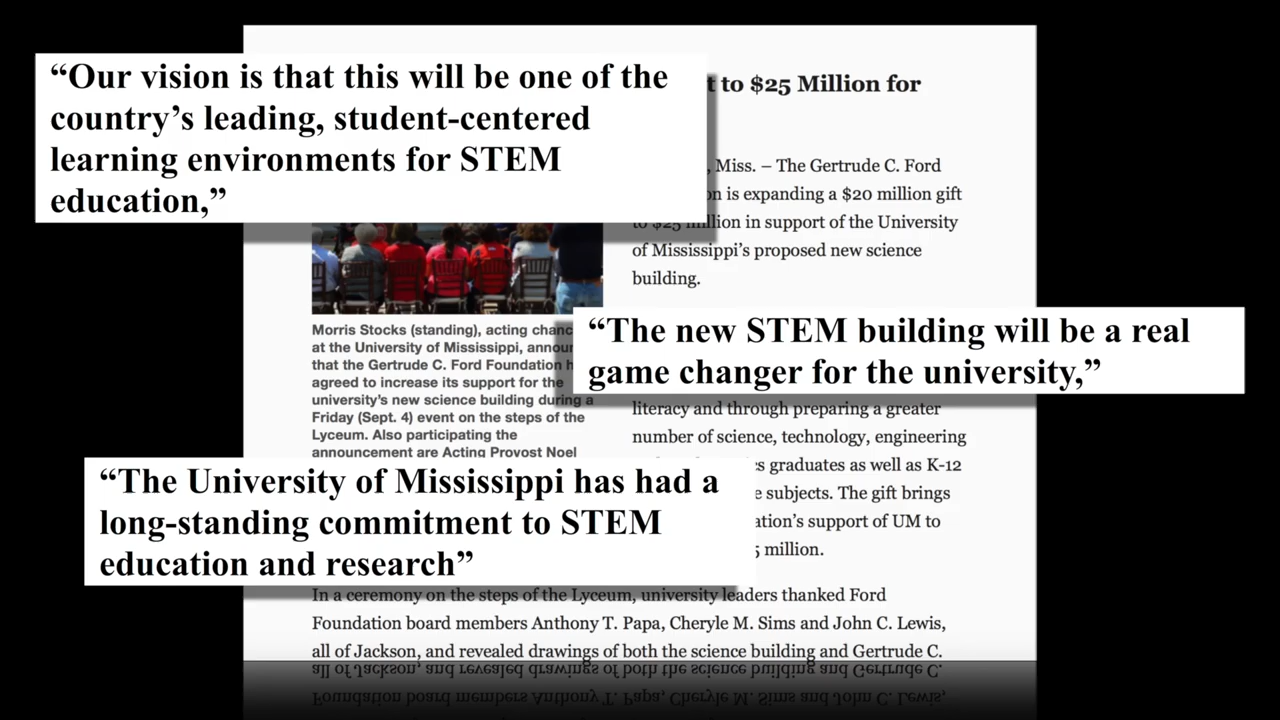 “Our vision is that this will be one of the
country’s leading, student-centered
learning environments for STEM
education,”
t to $25 Million for
, Miss. – The Gertrude C. Ford
is expanding a $20 million gift
to $25 million in support of the University
of Mississippi’s proposed new science
building.
“The new STEM building will be a real
game changer for the university,”
Morris Stocks (standing), acting
at the University of Mississippi,
that the Gertrude C. Ford Foundation
agreed to increase its support for the
university’s new science building during a
Friday (Sept. 4) event on the steps of the
Lyceum. Also participating the
announcement are Acting Provost Noel
literacy and through preparing a greater
number of science, technology, engineering
graduates as well as K-12
subjects. The gift brings
support of UM to
million.
“The University of Mississippi has had a
long-standing commitment to STEM
education and research”
In a ceremony on the steps of the Lyceum, university leaders thanked Ford
Foundation board members Anthony T. Papa, Cheryle M. Sims and John C. Lewis,
all of Jackson, and revealed drawings of both the science building and Gertrude C.